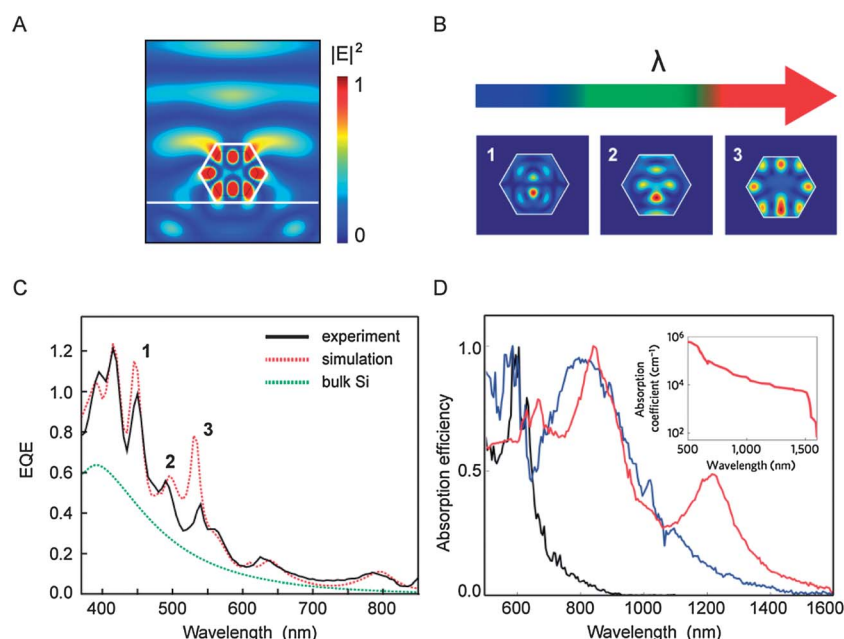 A
|E|²
1
0
B
λ
1
2
3
C
EQE
1.2
1.0
0.8
0.6
0.4
0.2
0.0
1
2
3
experiment
simulation
bulk Si
400
500
600
700
800
Wavelength (nm)
D
Absorption efficiency
1.0
0.5
0.0
Absorption
coefficient (cm⁻¹)
10⁶
10⁴
10²
500
1,000
1,500
Wavelength (nm)
600
800
1000
1200
1400
1600
Wavelength (nm)